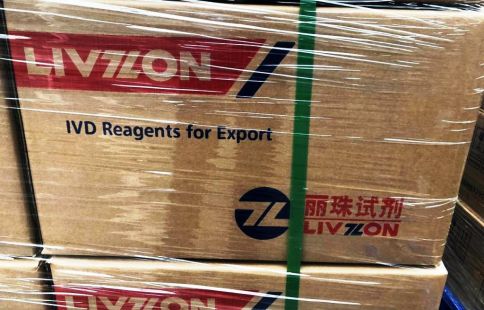 LIVZON
IVD Reagents for Export
丽珠试剂
LIVZON
LIVZON